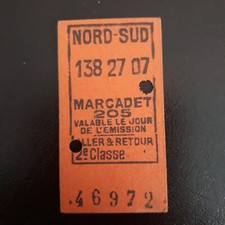 NORD-SUD
138 27 07
MARCADET
205
VALABLE LE JOUR
DE L'EMISSION
ALLER & RETOUR
2e Classe
46972